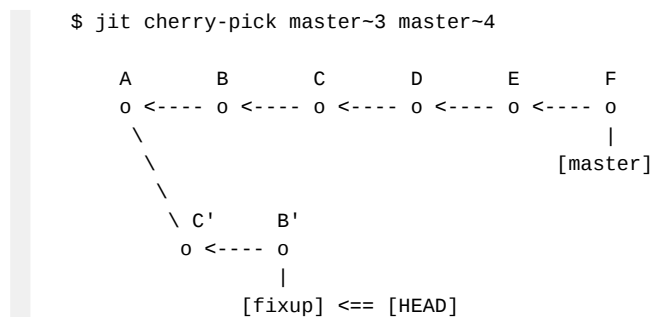 $ jit cherry-pick master~3 master~4
A B C D E F
o <---- o <---- o <---- o <---- o <---- o
\ |
\ [master]
\
\ C' B'
o <---- o
|
[fixup] <== [HEAD]